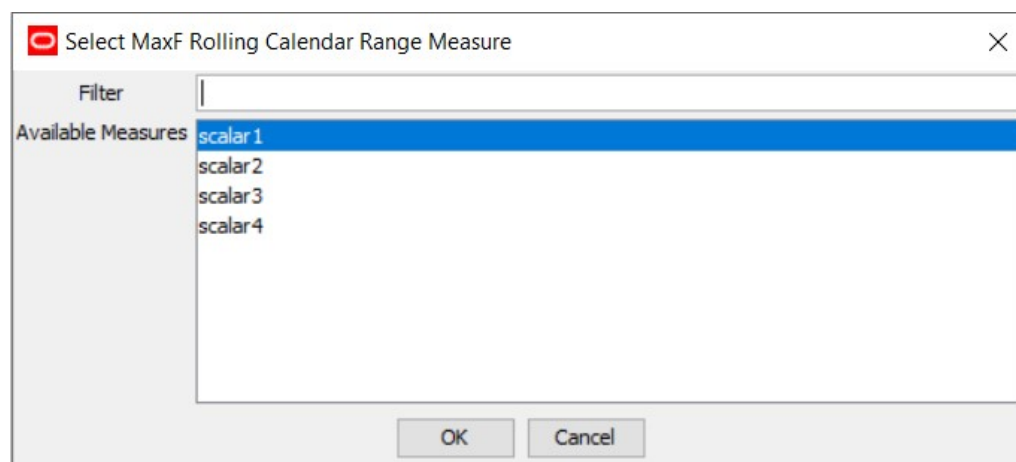 Select MaxF Rolling Calendar Range Measure
Filter
Available Measures
scalar1
scalar2
scalar3
scalar4
OK Cancel